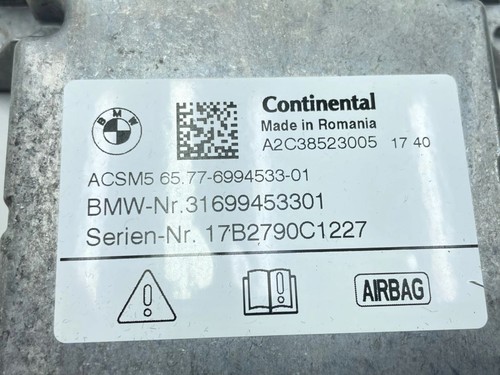 BMW
Continental
Made in Romania
A2C38523005 17 40
ACSM5 65.77-6994533-01
BMW-Nr.31699453301
Serien-Nr. 17B2790C1227
AIRBAG